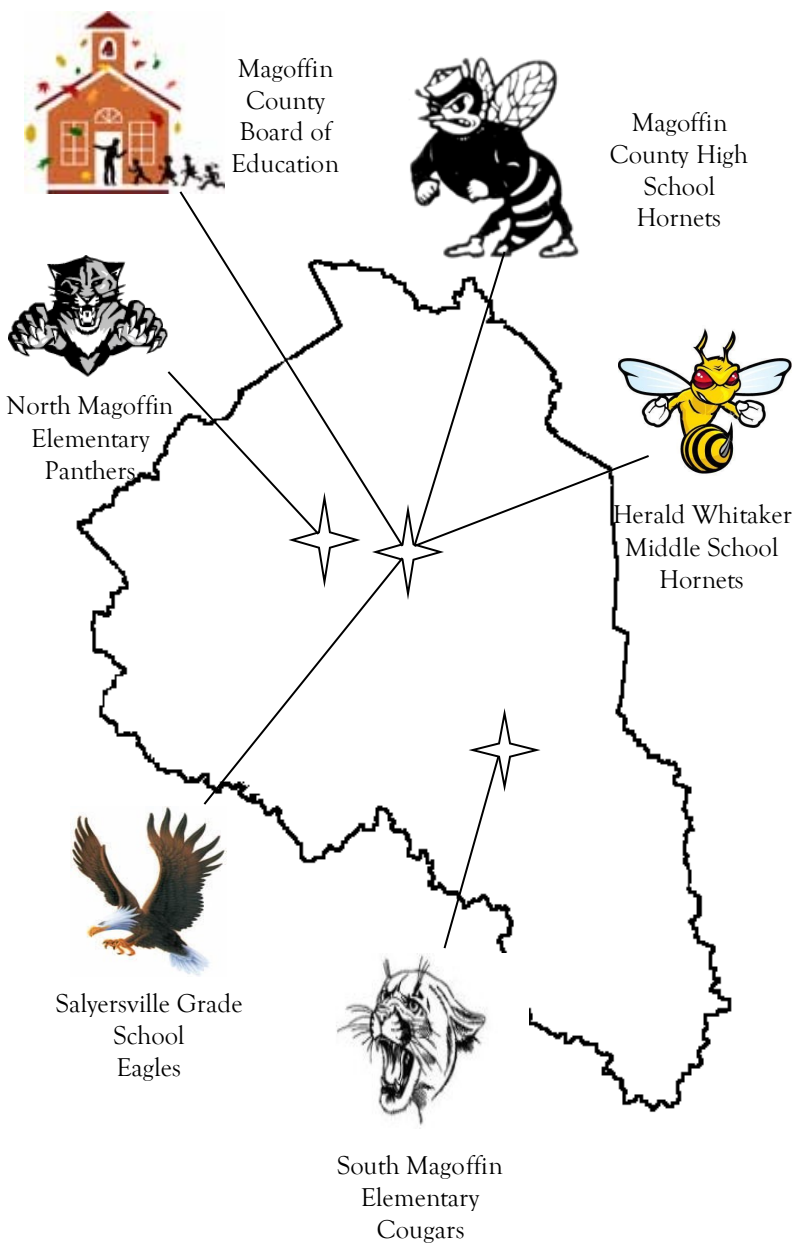 Magoffin
County
Board of
Education
Magoffin
County High
School
Hornets
North Magoffin
Elementary
Panthers
Herald Whitaker
Middle School
Hornets
Salyersville Grade
School
Eagles
South Magoffin
Elementary
Cougars